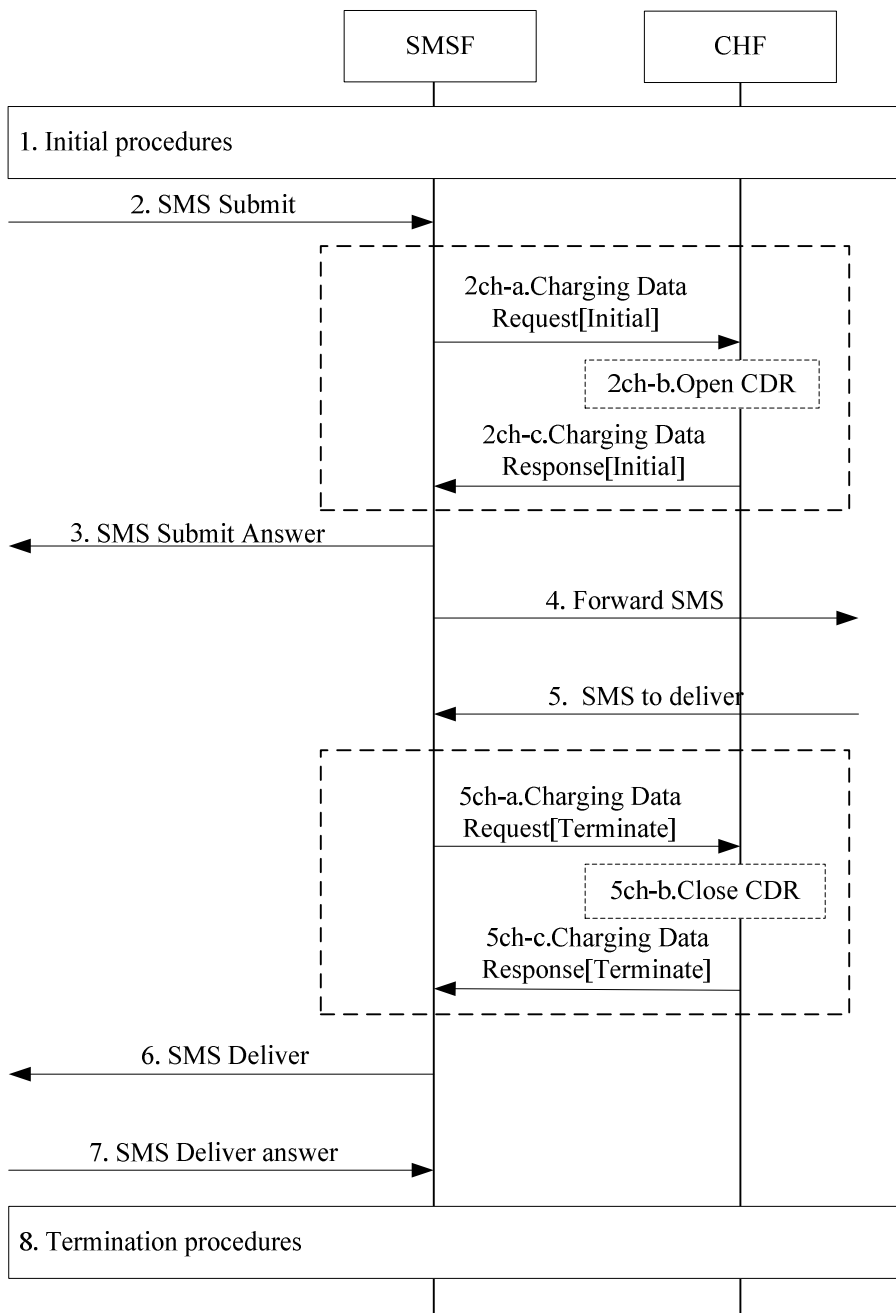 SMSF
CHF
1. Initial procedures
2. SMS Submit
2ch-a.Charging Data
Request[Initial]
2ch-b.Open CDR
2ch-c.Charging Data
Response[Initial]
3. SMS Submit Answer
4. Forward SMS
5. SMS to deliver
5ch-a.Charging Data
Request[Terminate]
5ch-b.Close CDR
5ch-c.Charging Data
Response[Terminate]
6. SMS Deliver
7. SMS Deliver answer
8. Termination procedures